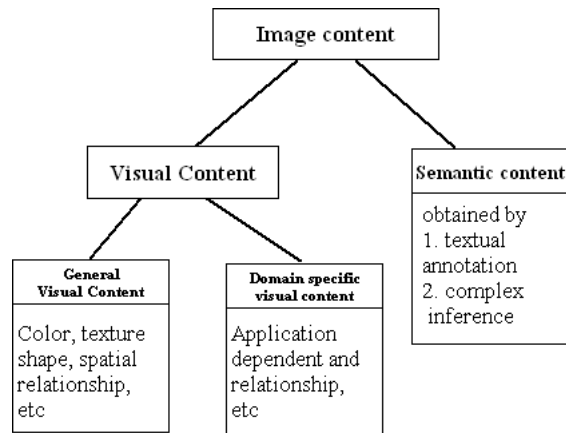 Image content
Visual Content
Semantic content
obtained by
1. textual
annotation
2. complex
inference
General
Visual Content
Color, texture
shape, spatial
relationship,
etc
Domain specific
visual content
Application
dependent and
relationship,
etc